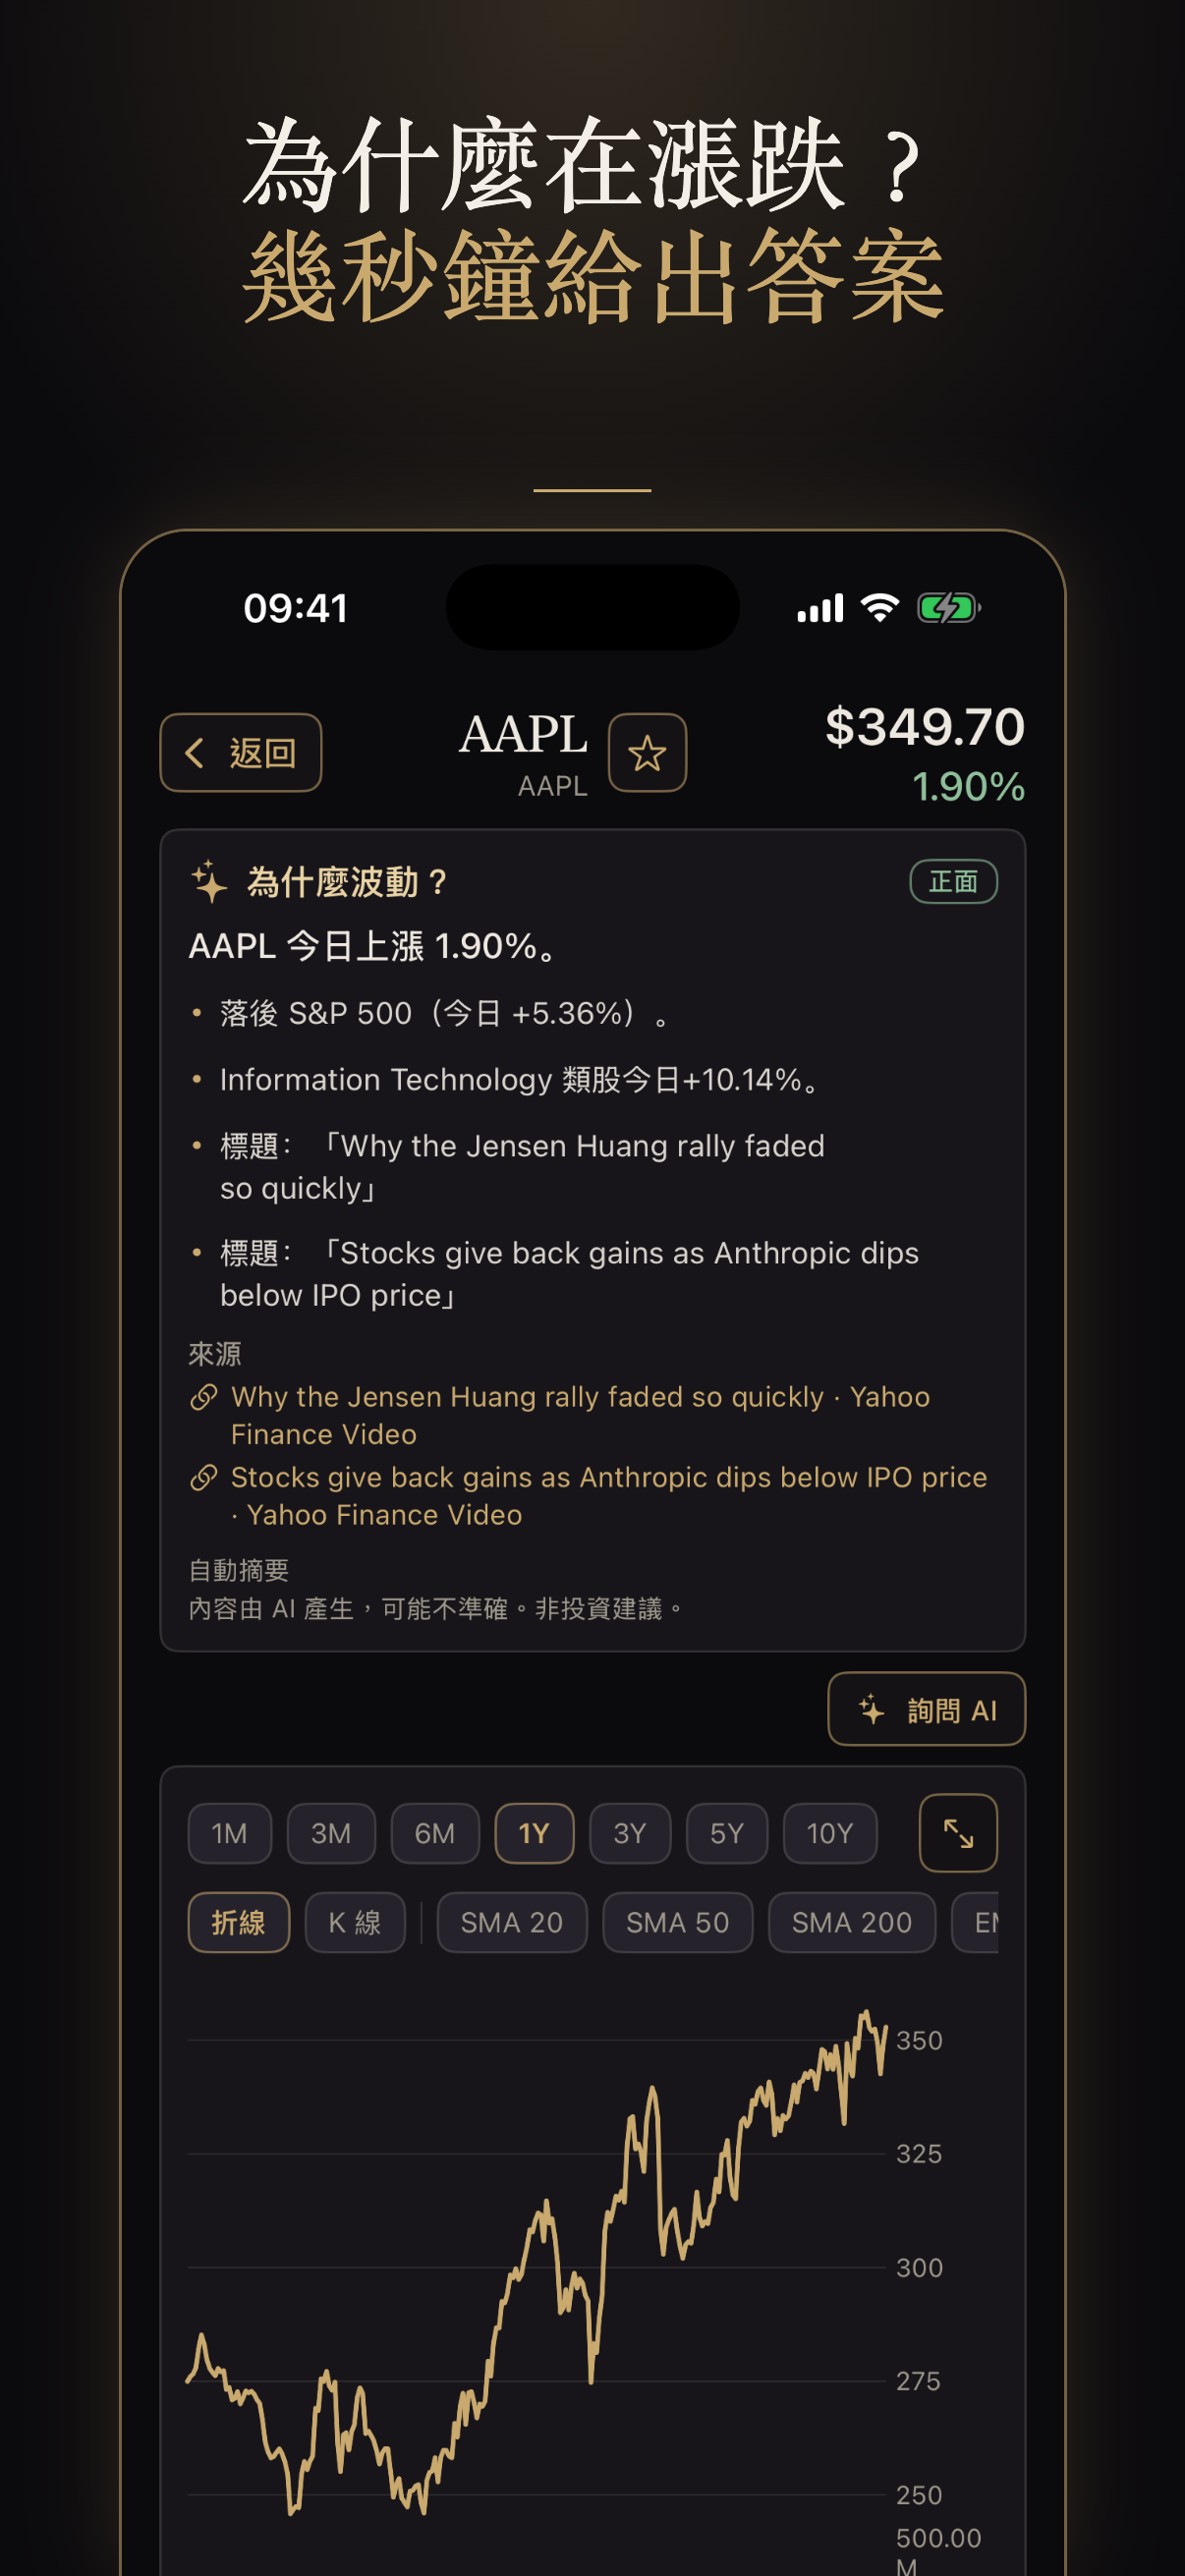 為什麼在漲跌？
幾秒鐘給出答案
09:41
返回
AAPL
AAPL
$349.70
1.90%
為什麼波動？
正面
AAPL 今日上漲 1.90%。
• 落後 S&P 500（今日 +5.36%）。
• Information Technology 類股今日+10.14%。
• 標題：「Why the Jensen Huang rally faded
so quickly」
• 標題：「Stocks give back gains as Anthropic dips
below IPO price」
來源
Why the Jensen Huang rally faded so quickly · Yahoo
Finance Video
Stocks give back gains as Anthropic dips below IPO price
· Yahoo Finance Video
自動摘要
內容由 AI 產生，可能不準確。非投資建議。
詢問 AI
1M 3M 6M 1Y 3Y 5Y 10Y
折線 K 線 SMA 20 SMA 50 SMA 200
350
325
300
275
250
500.00
M